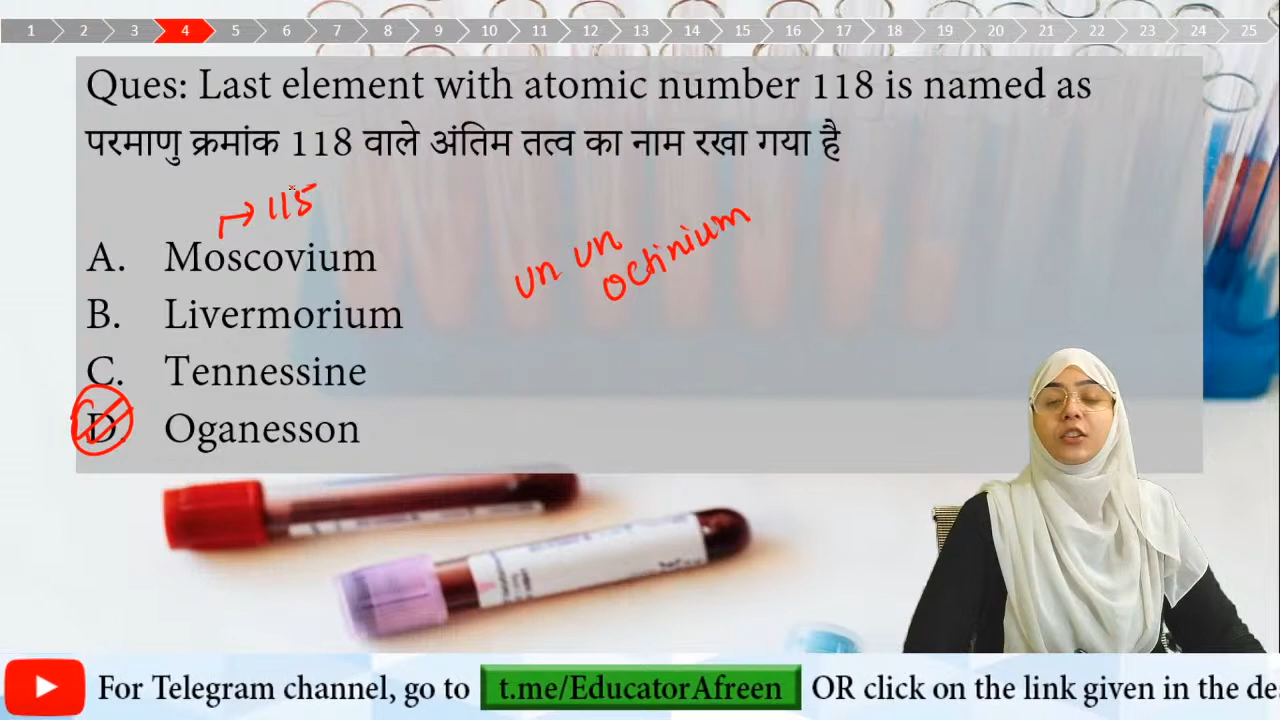 1 2 3 4 5 6 7 8 9 10 11 12 13 14 15 16 17 18 19 20 21 22 23 24 25
Ques: Last element with atomic number 118 is named as
परमाणु क्रमांक 118 वाले अंतिम तत्व का नाम रखा गया है
→ 115
A. Moscovium
un un
octinium
B. Livermorium
C. Tennessine
D. Oganesson
For Telegram channel, go to t.me/EducatorAfreen OR click on the link given in the de